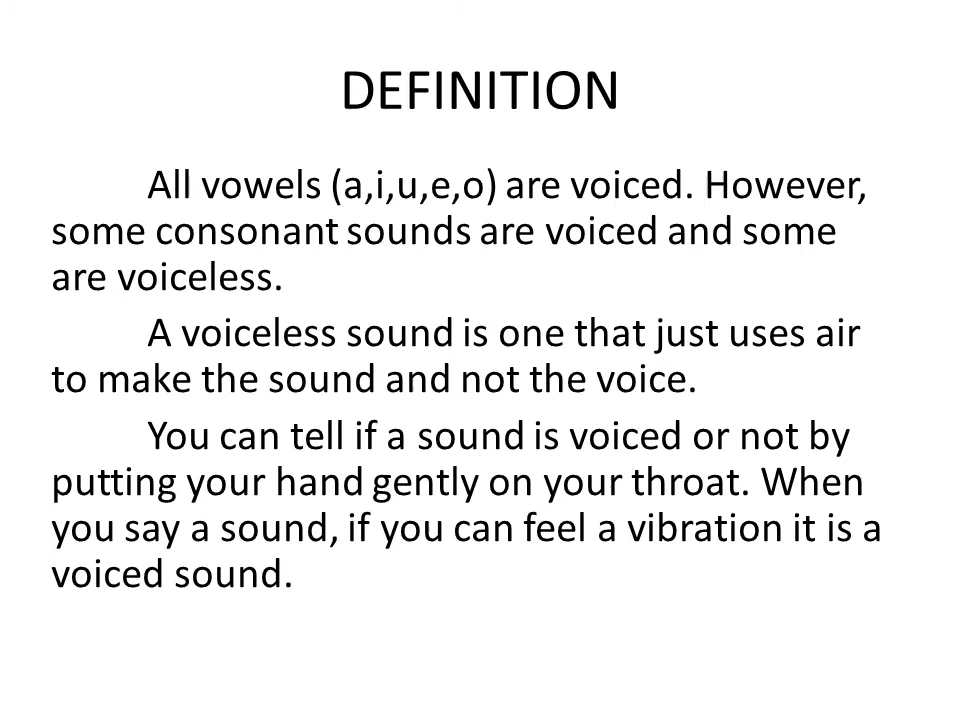 DEFINITION
All vowels (a,i,u,e,o) are voiced. However,
some consonant sounds are voiced and some
are voiceless.
A voiceless sound is one that just uses air
to make the sound and not the voice.
You can tell if a sound is voiced or not by
putting your hand gently on your throat. When
you say a sound, if you can feel a vibration it is a
voiced sound.